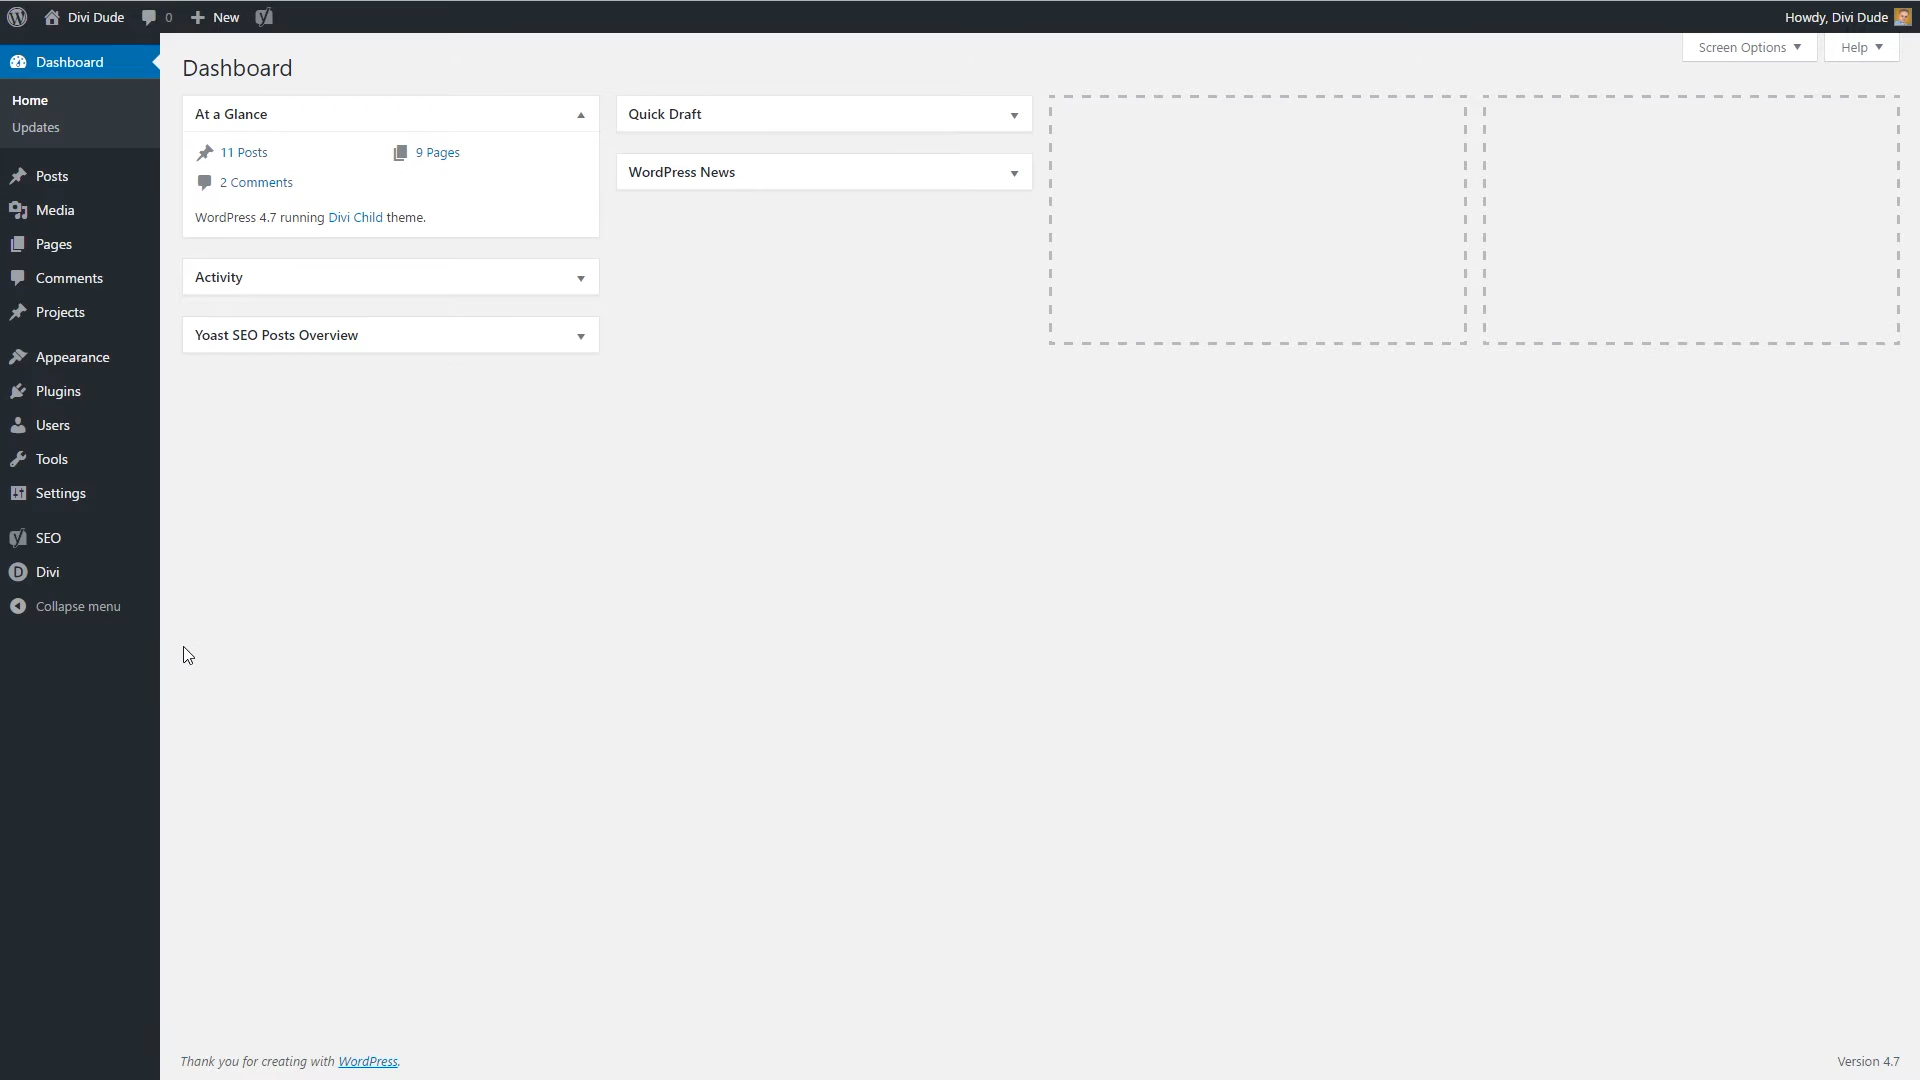 Divi Dude
0
New
Howdy, Divi Dude
Screen Options
Help
Dashboard
Home
Updates
Posts
Media
Pages
Comments
Projects
Appearance
Plugins
Users
Tools
Settings
SEO
Divi
Collapse menu
Dashboard
At a Glance
11 Posts
9 Pages
2 Comments
WordPress 4.7 running Divi Child theme.
Activity
Yoast SEO Posts Overview
Quick Draft
WordPress News
Thank you for creating with WordPress.
Version 4.7